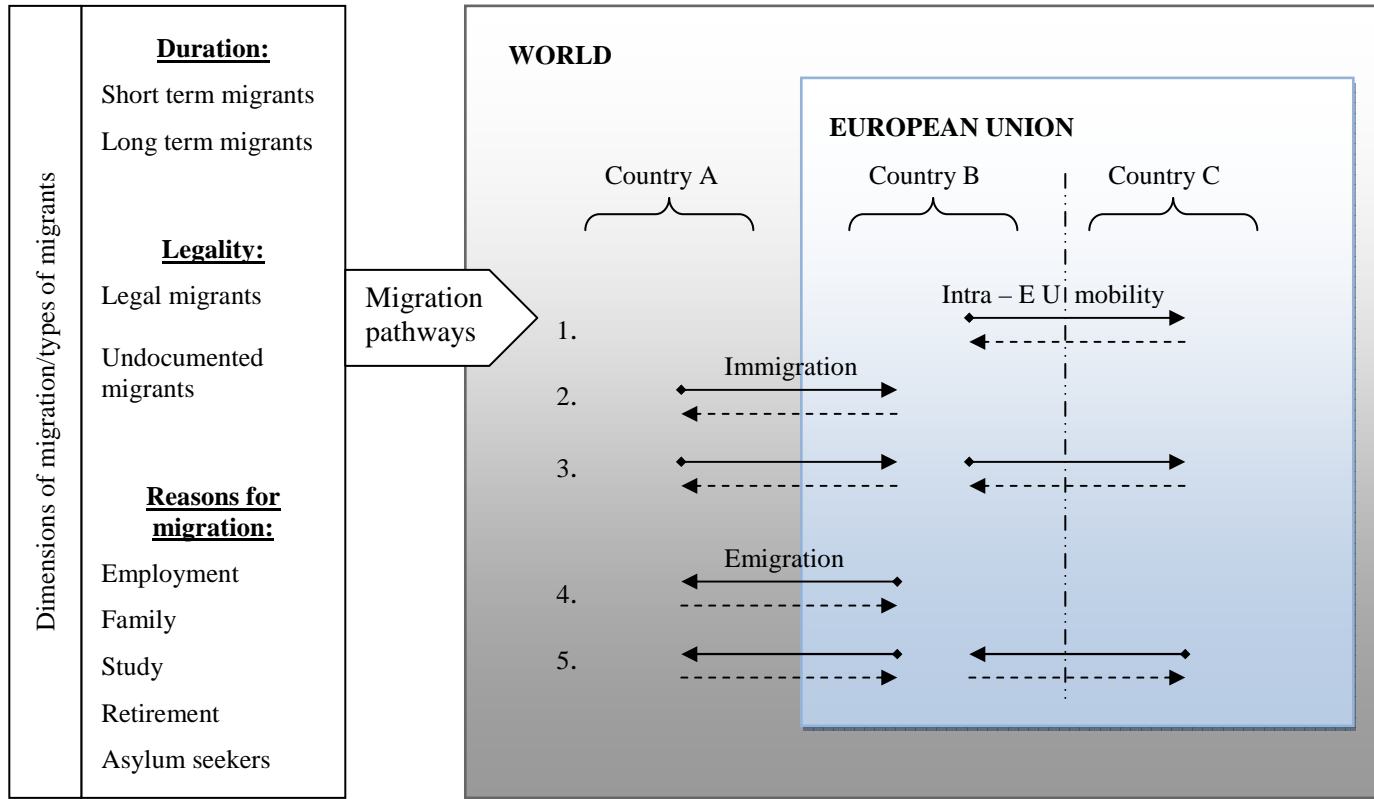 Dimensions of migration/types of migrants
Duration:
Short term migrants
Long term migrants
Legality:
Legal migrants
Undocumented
migrants
Reasons for
migration:
Employment
Family
Study
Retirement
Asylum seekers
Migration
pathways
WORLD
EUROPEAN UNION
Country A
Country B
Country C
Intra – E U mobility
1.
Immigration
2.
3.
Emigration
4.
5.